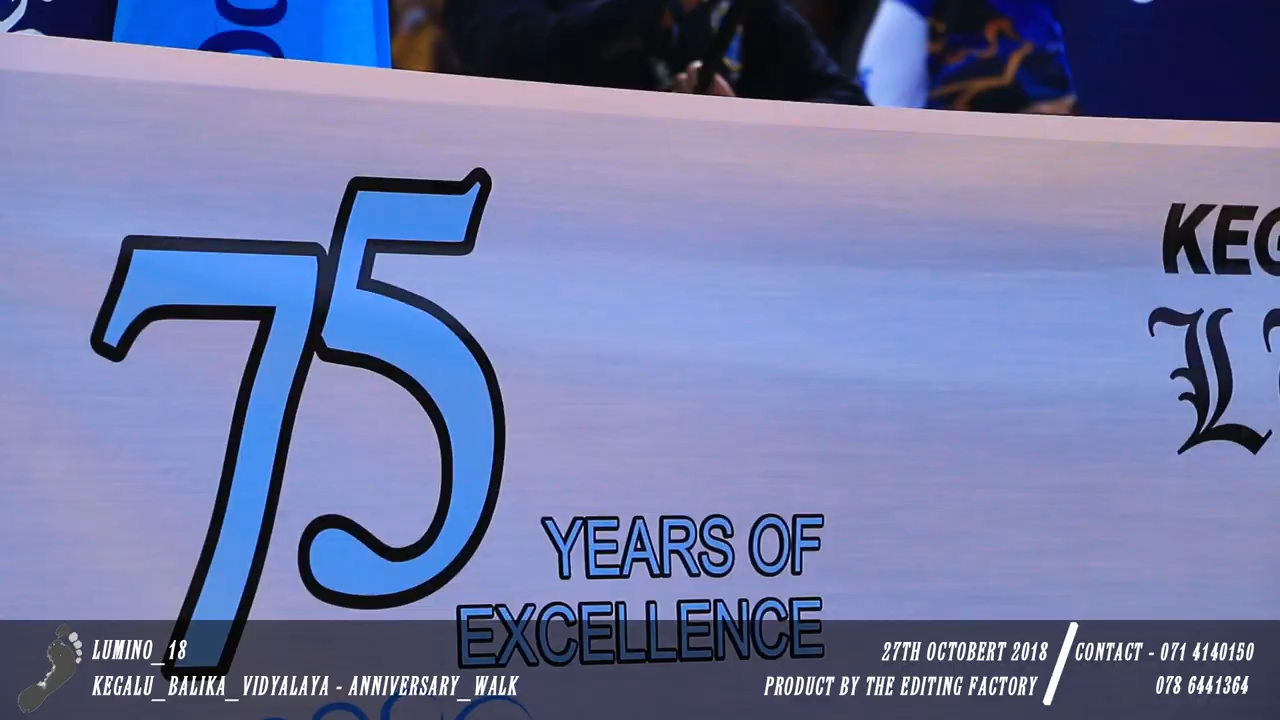 75
YEARS OF
EXCELLENCE
KEG
L
LUMINO_18
KEGALU_BALIKA_VIDYALAYA - ANNIVERSARY_WALK
27TH OCTOBERT 2018
PRODUCT BY THE EDITING FACTORY
CONTACT - 071 4140150
078 6441364